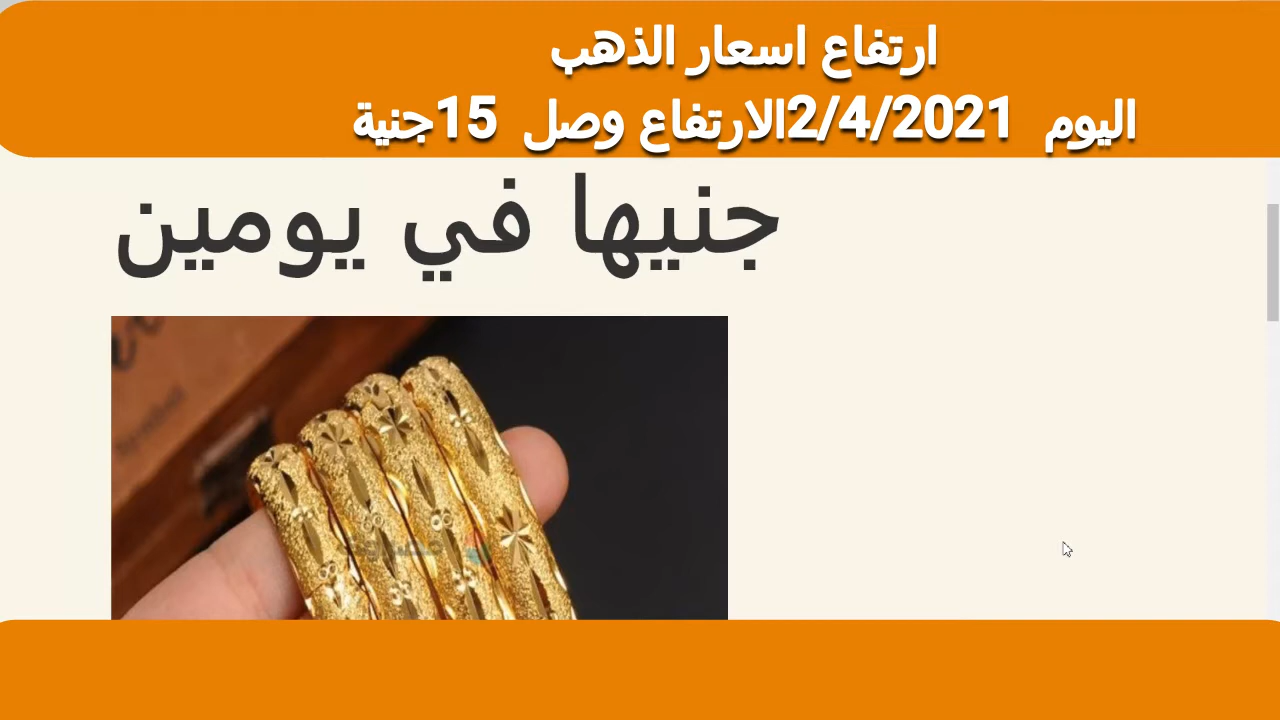 ارتفاع اسعار الذهب
اليوم 2/4/2021الارتفاع وصل 15جنية
جنيها في يومين